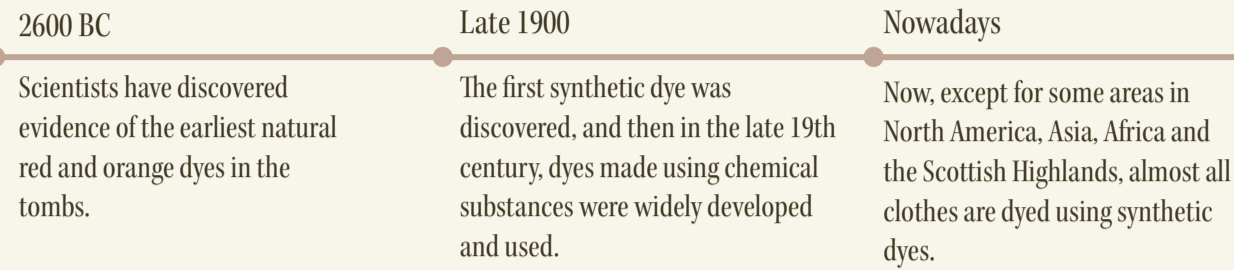 2600 BC
Scientists have discovered
evidence of the earliest natural
red and orange dyes in the
tombs.
Late 1900
The first synthetic dye was
discovered, and then in the late 19th
century, dyes made using chemical
substances were widely developed
and used.
Nowadays
Now, except for some areas in
North America, Asia, Africa and
the Scottish Highlands, almost all
clothes are dyed using synthetic
dyes.